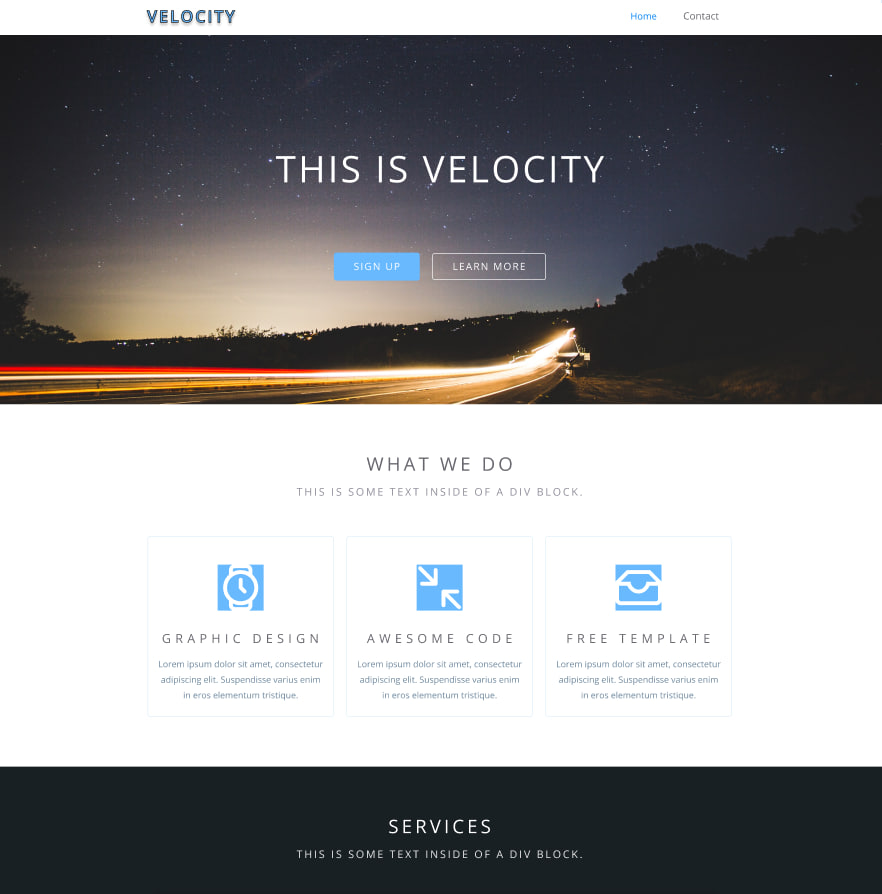 VELOCITY
Home
Contact
THIS IS VELOCITY
SIGN UP
LEARN MORE
WHAT WE DO
THIS IS SOME TEXT INSIDE OF A DIV BLOCK.
GRAPHIC DESIGN
Lorem ipsum dolor sit amet, consectetur
adipiscing elit. Suspendisse varius enim
in eros elementum tristique.
AWESOME CODE
Lorem ipsum dolor sit amet, consectetur
adipiscing elit. Suspendisse varius enim
in eros elementum tristique.
FREE TEMPLATE
Lorem ipsum dolor sit amet, consectetur
adipiscing elit. Suspendisse varius enim
in eros elementum tristique.
SERVICES
THIS IS SOME TEXT INSIDE OF A DIV BLOCK.